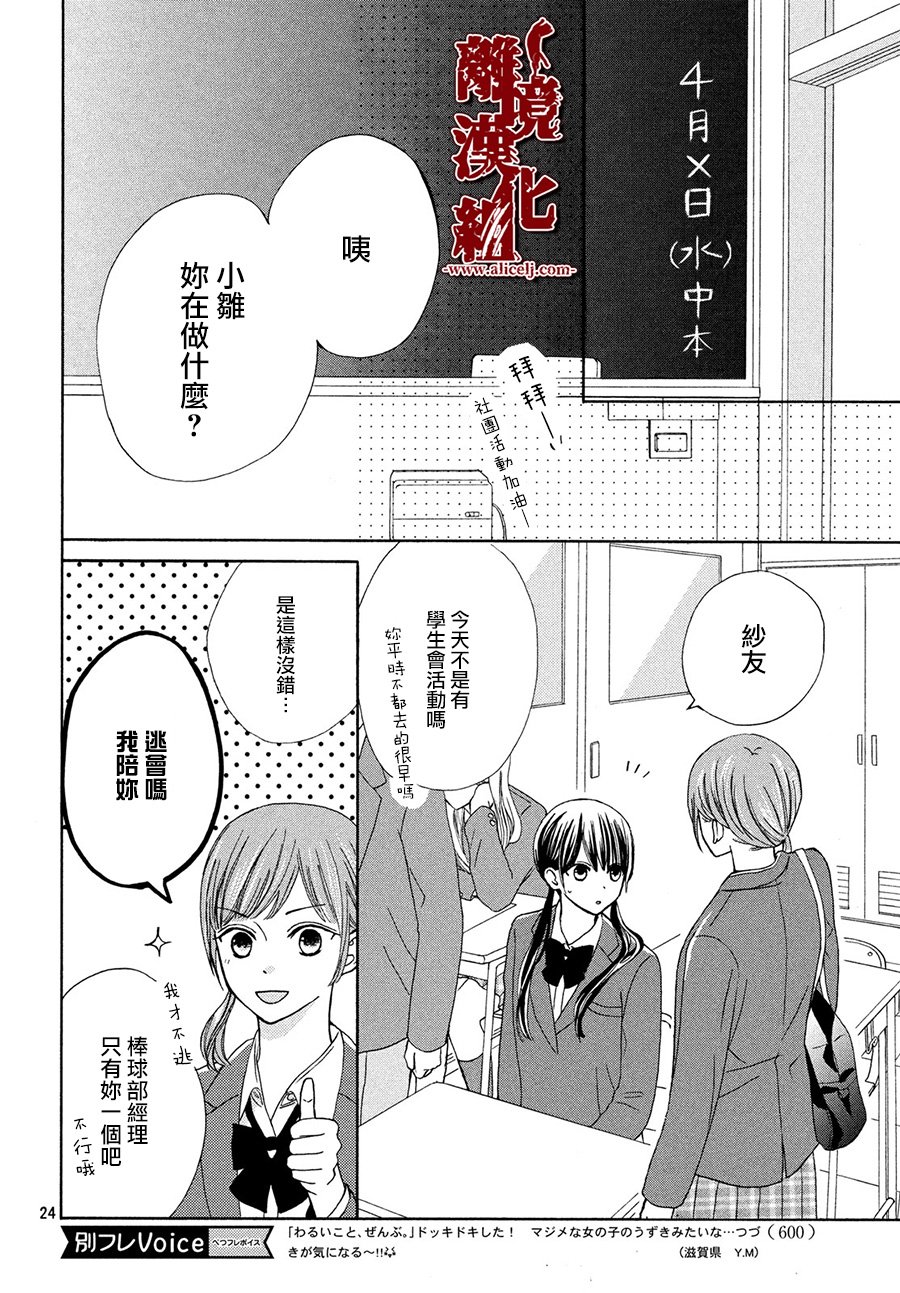 4月×日(水)中本
離境漢化組
-www.alicelj.com-
咦
小雛
妳在做什麼？
拜拜—
社團活動加油—
紗友
今天不是有
學生會活動嗎
妳平時不都去的很早嗎
是這樣沒錯…
逃會嗎
我陪妳
我才不逃
棒球部經理
只有妳一個吧
不行哦
24
別フレVoice
べつフレボイス
「わるいこと、ぜんぶ。」ドッキドキした！　マジメな女の子のうずきみたいな…つづ
きが気になる〜!!
(滋賀県　Y.M)
(600)